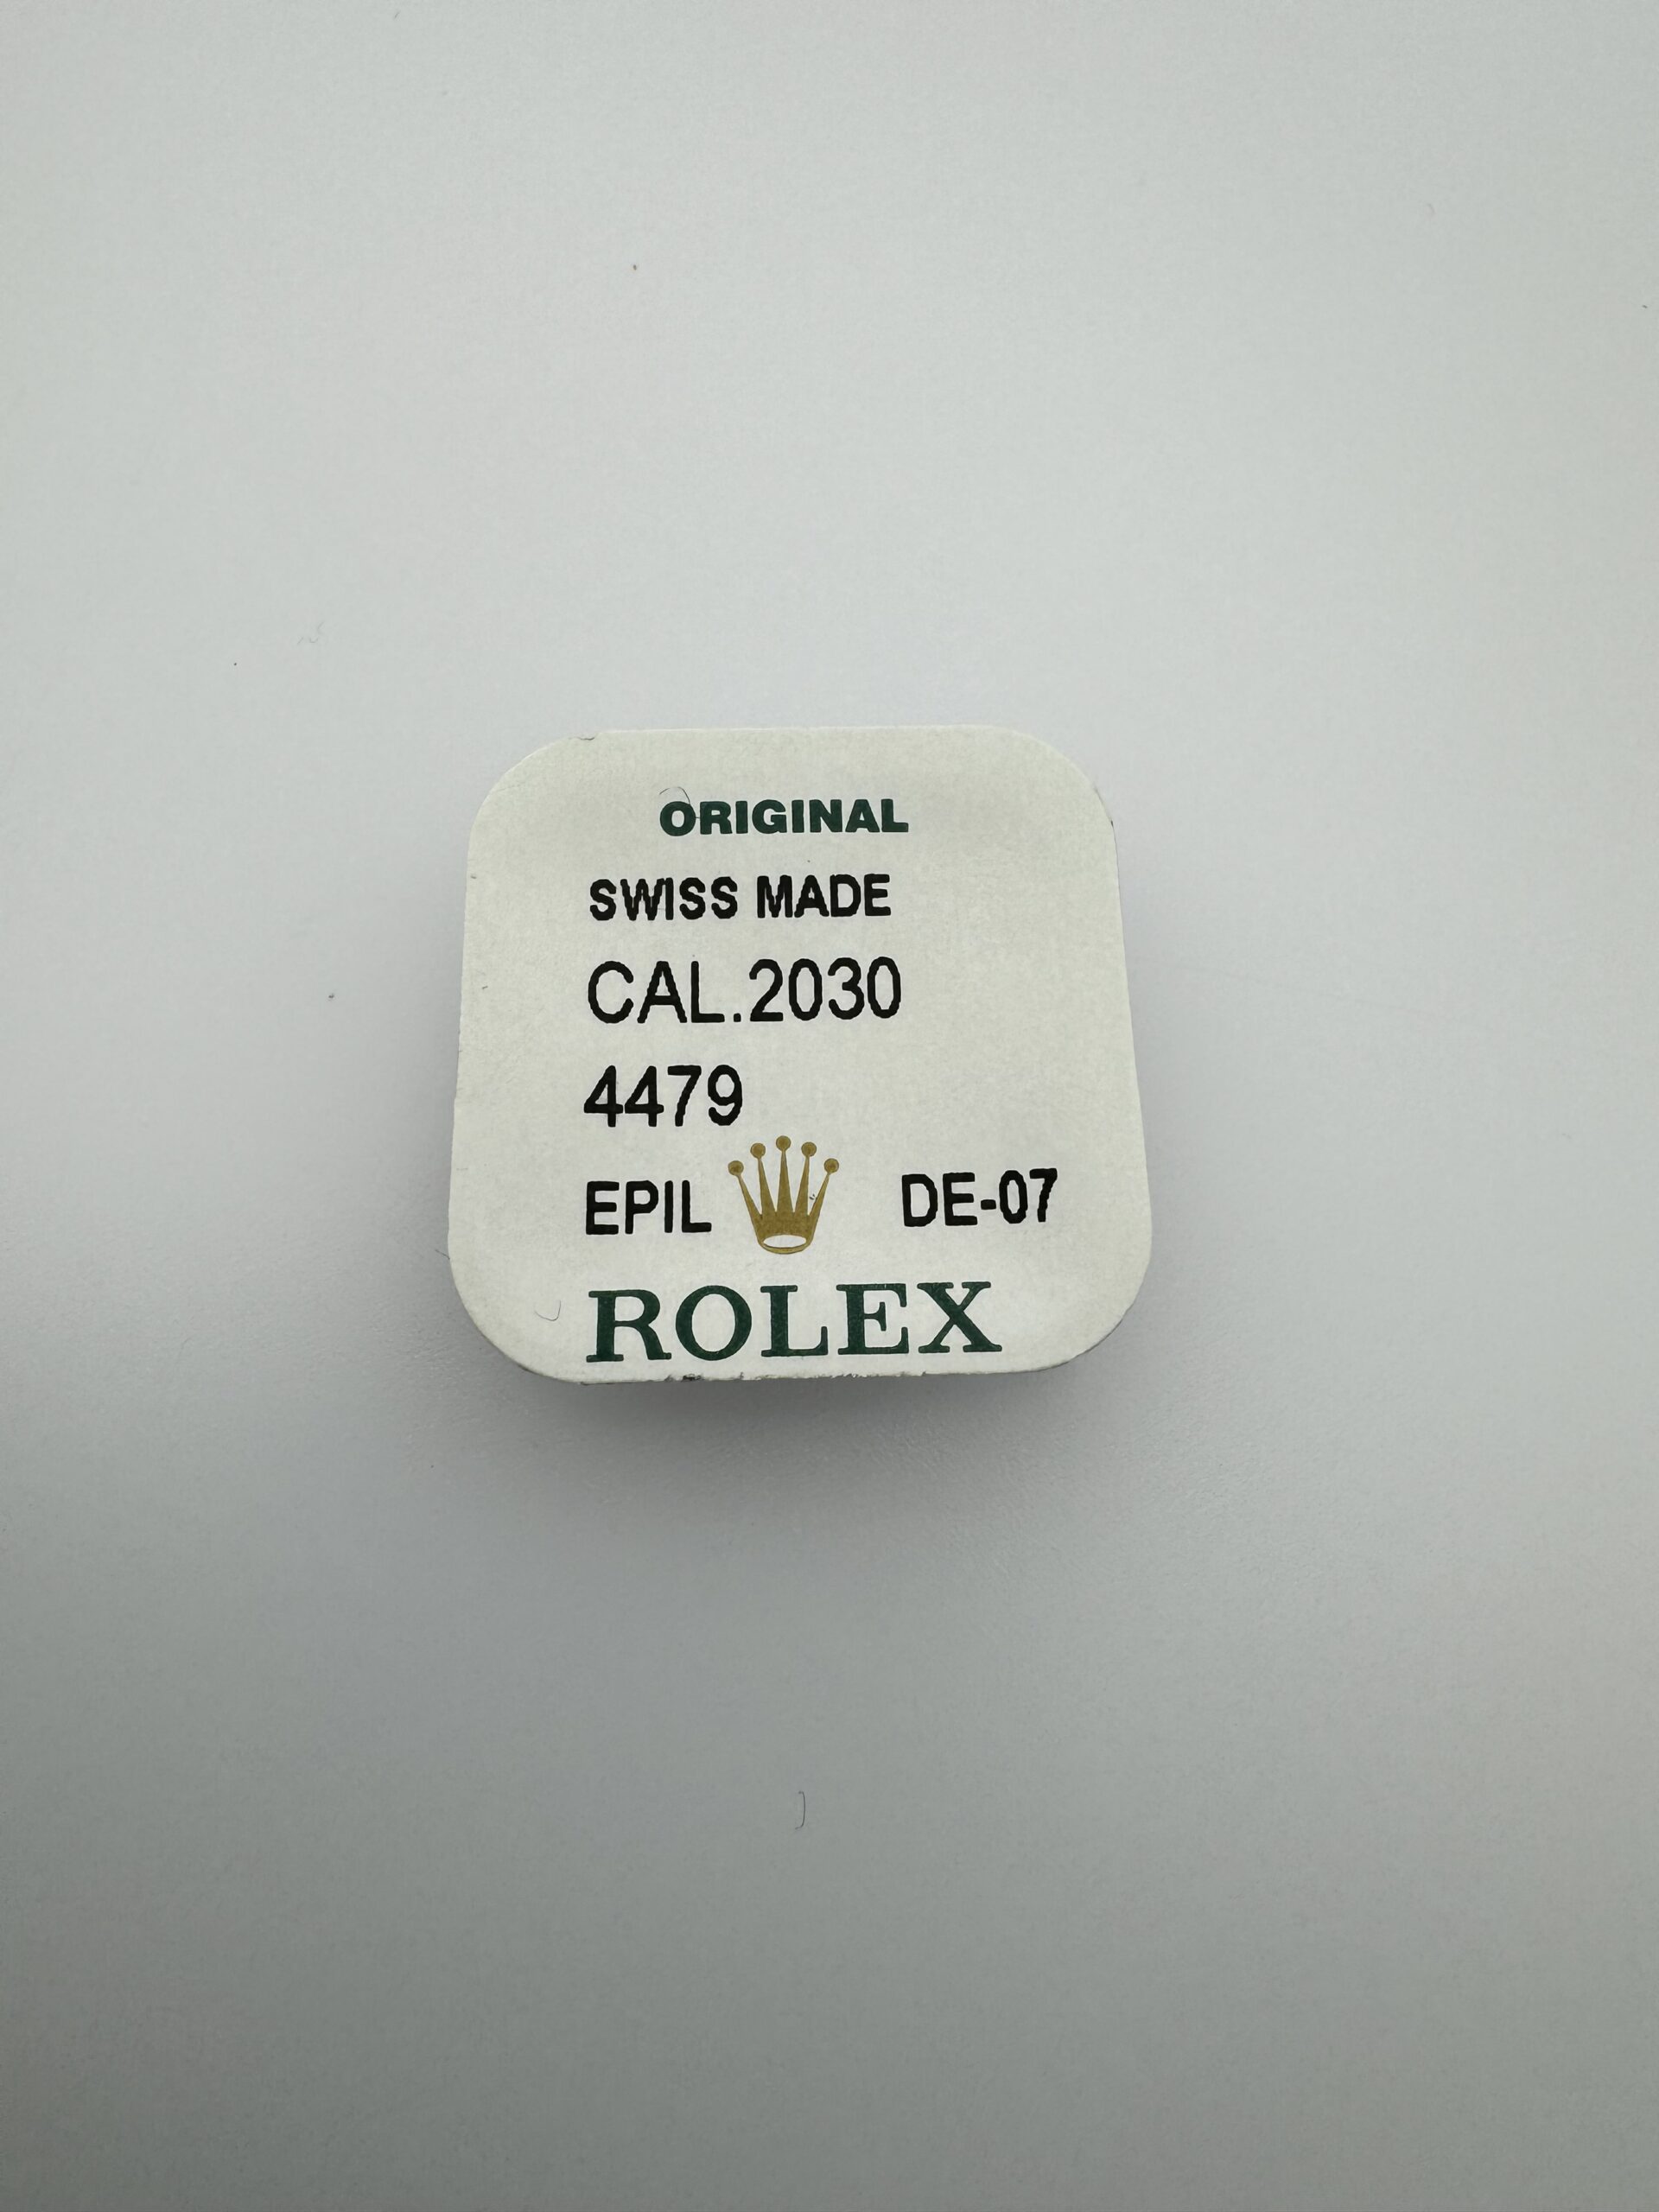 ORIGINAL
SWISS MADE
CAL.2030
4479
EPIL DE-07
ROLEX